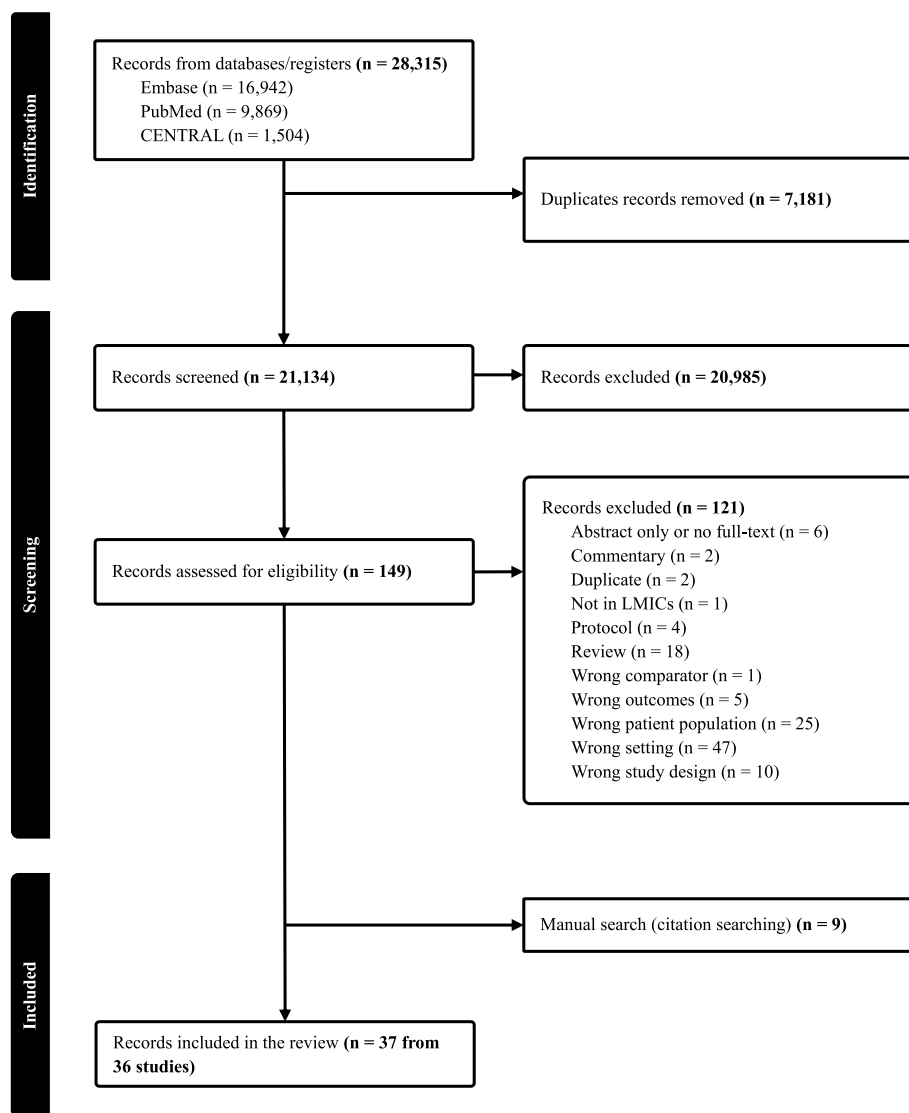 Identification
Records from databases/registers (n = 28,315)
Embase (n = 16,942)
PubMed (n = 9,869)
CENTRAL (n = 1,504)
Duplicates records removed (n = 7,181)
Screening
Records screened (n = 21,134)
Records excluded (n = 20,985)
Records assessed for eligibility (n = 149)
Records excluded (n = 121)
Abstract only or no full-text (n = 6)
Commentary (n = 2)
Duplicate (n = 2)
Not in LMICs (n = 1)
Protocol (n = 4)
Review (n = 18)
Wrong comparator (n = 1)
Wrong outcomes (n = 5)
Wrong patient population (n = 25)
Wrong setting (n = 47)
Wrong study design (n = 10)
Included
Manual search (citation searching) (n = 9)
Records included in the review (n = 37 from
36 studies)